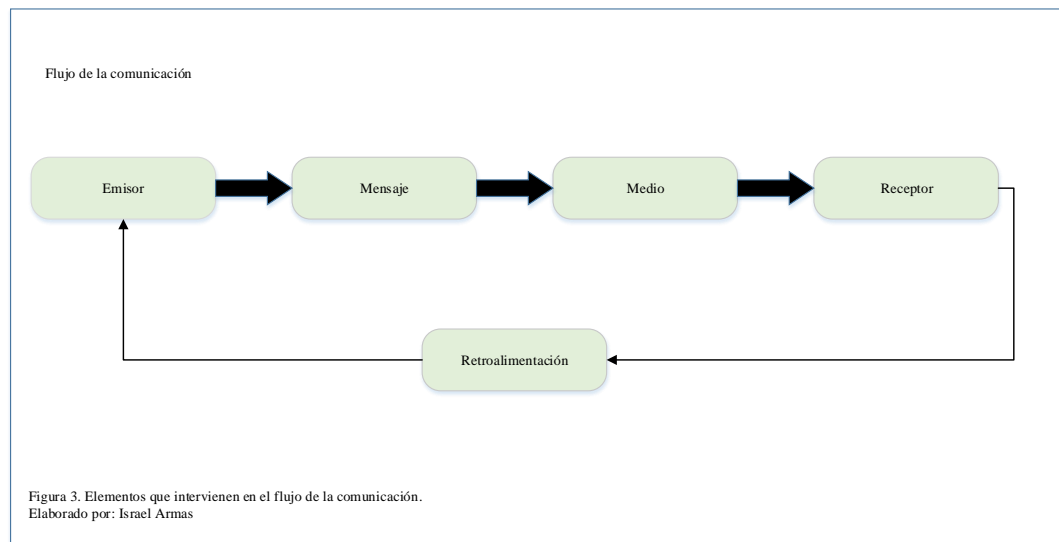 Flujo de la comunicación
Emisor
Mensaje
Medio
Receptor
Retroalimentación
Figura 3. Elementos que intervienen en el flujo de la comunicación.
Elaborado por: Israel Armas